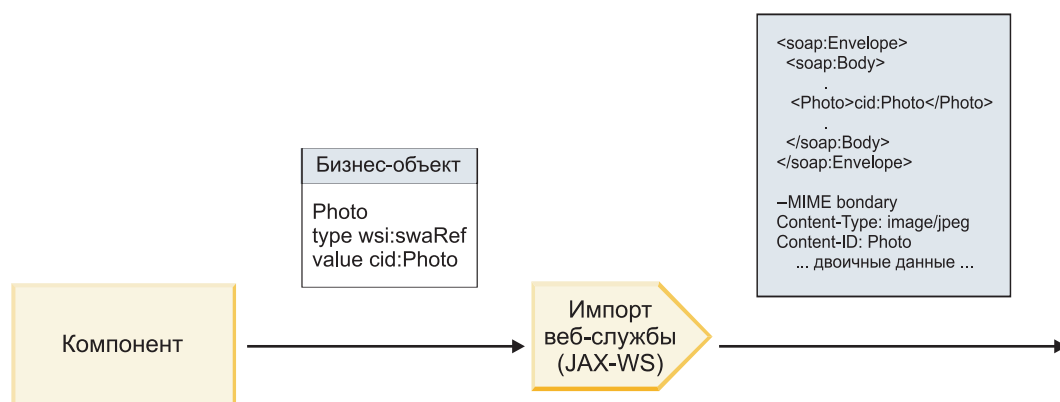 Компонент
Бизнес-объект
Photo
type wsi:swaRef
value cid:Photo
Импорт
веб-службы
(JAX-WS)
<soap:Envelope>
<soap:Body>
.
<Photo>cid:Photo</Photo>
.
</soap:Body>
</soap:Envelope>
–MIME bondary
Content-Type: image/jpeg
Content-ID: Photo
... двоичные данные ...